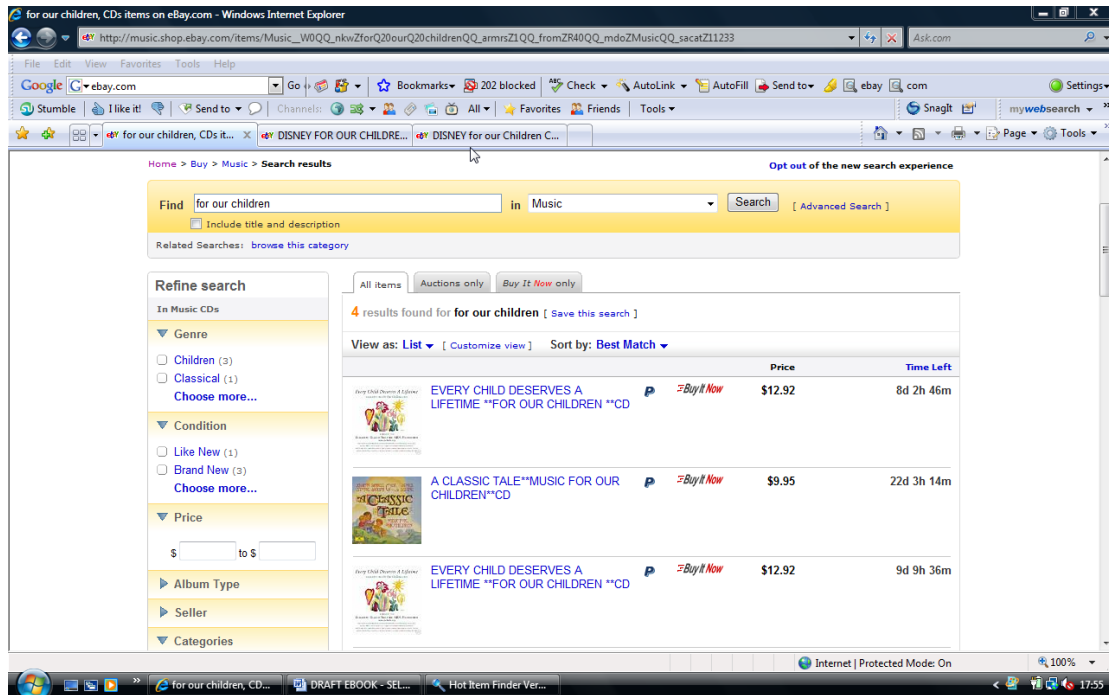 for our children, CDs items on eBay.com - Windows Internet Explorer
http://music.shop.ebay.com/items/Music__W0QQ_nkwZforQ20ourQ20childrenQQ_armrsZ1QQ_fromZR40QQ_mdoZMusicQQ_sacatZ11233 Ask.com
File Edit View Favorites Tools Help
Google ebay.com Go Bookmarks 202 blocked Check AutoLink AutoFill Send to ebay com Settings
Stumble I like it! Send to Channels: All Favorites Friends Tools SnagIt mywebsearch
for our children, CDs it... DISNEY FOR OUR CHILDRE... DISNEY for our Children C... Page Tools
Home > Buy > Music > Search results Opt out of the new search experience
Find for our children in Music Search [ Advanced Search ]
Include title and description
Related Searches: browse this category
Refine search
In Music CDs
Genre
Children (3)
Classical (1)
Choose more...
Condition
Like New (1)
Brand New (3)
Choose more...
Price
$ to $
Album Type
Seller
Categories
All items Auctions only Buy It Now only
4 results found for for our children [ Save this search ]
View as: List [ Customize view ] Sort by: Best Match
Price Time Left
Every Child Deserves A Lifetime
EVERY CHILD DESERVES A LIFETIME **FOR OUR CHILDREN **CD P Buy It Now $12.92 8d 2h 46m
A CLASSIC TALE
A CLASSIC TALE**MUSIC FOR OUR CHILDREN**CD P Buy It Now $9.95 22d 3h 14m
Every Child Deserves A Lifetime
EVERY CHILD DESERVES A LIFETIME **FOR OUR CHILDREN **CD P Buy It Now $12.92 9d 9h 36m
Internet | Protected Mode: On 100%
for our children, CD... DRAFT EBOOK - SEL... Hot Item Finder Ver... 17:55